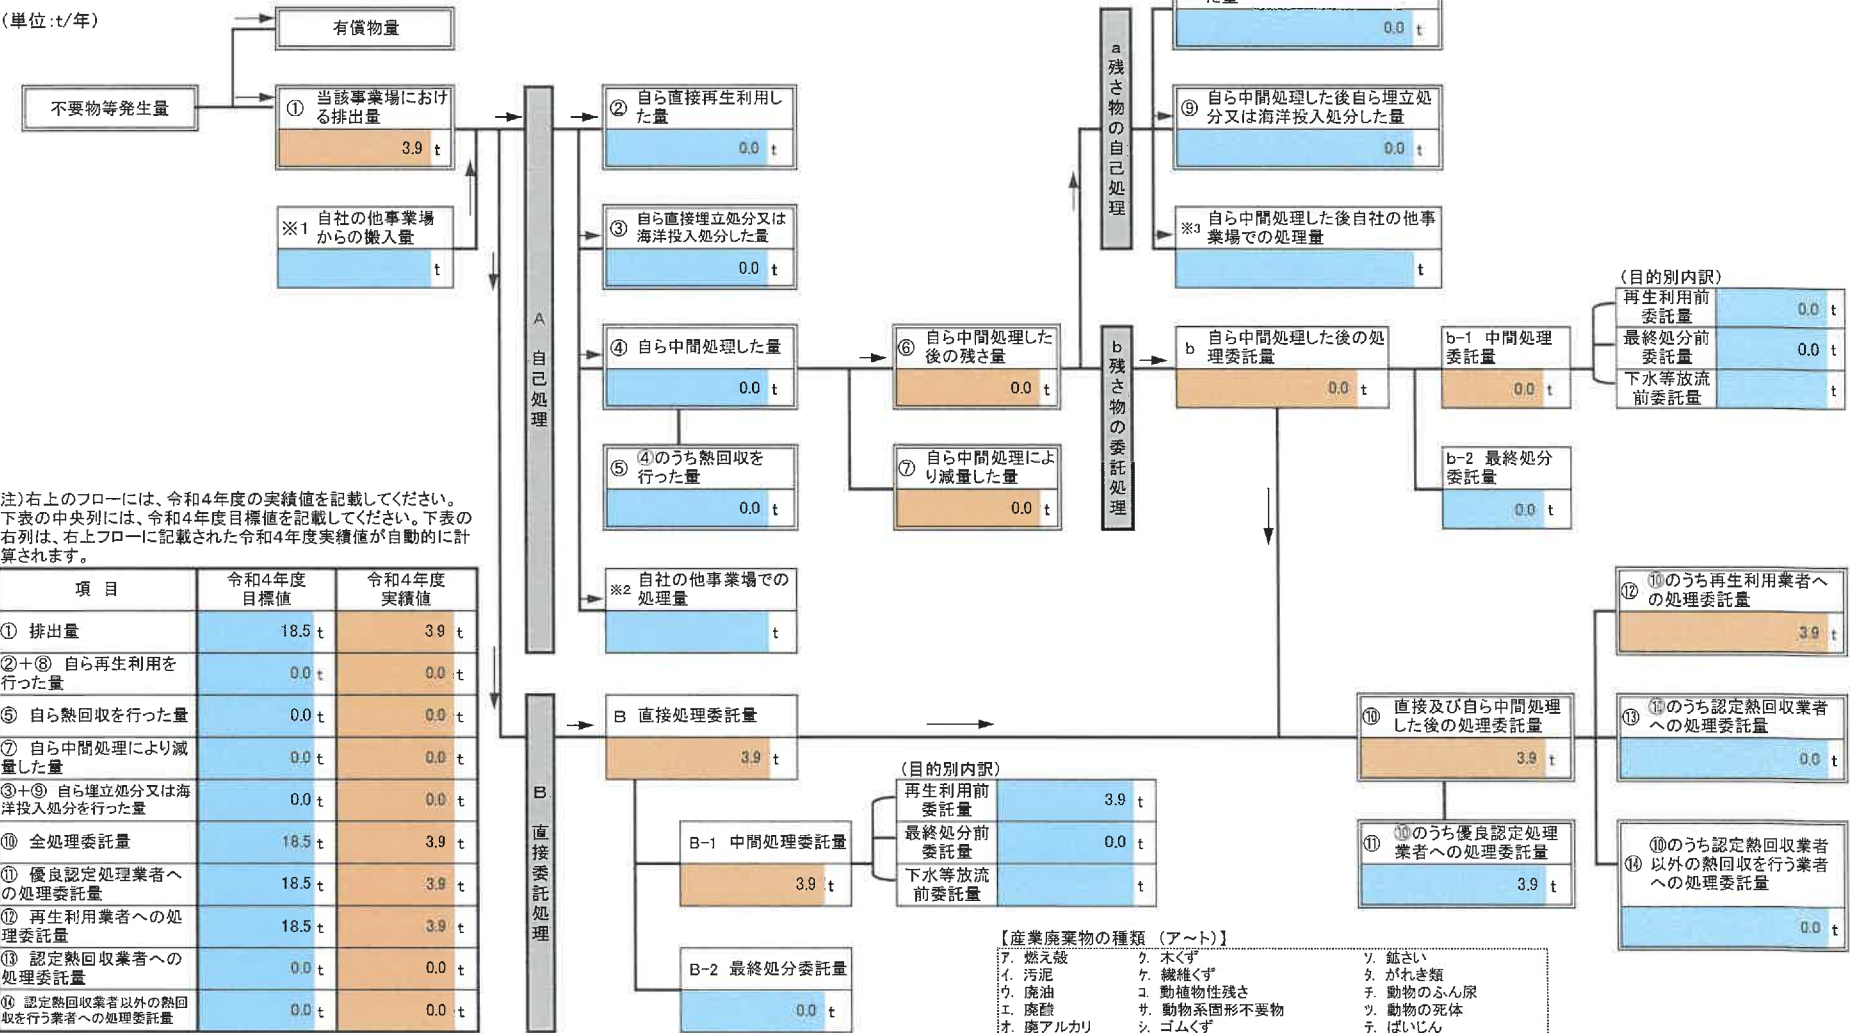 (単位:t/年)
有償物量
不要物等発生量
① 当該事業場におけ
る排出量
3.9 t
※1 自社の他事業場
からの搬入量
t
A 自己処理
② 自ら直接再生利用し
た量
0.0 t
③ 自ら直接埋立処分又は
海洋投入処分した量
0.0 t
④ 自ら中間処理した量
0.0 t
⑤ ④のうち熱回収を
行った量
0.0 t
※2 自社の他事業場での
処理量
t
⑥ 自ら中間処理した
後の残さ量
0.0 t
⑦ 自ら中間処理によ
り減量した量
0.0 t
a 残さ物の自己処理
0.0 t
⑨ 自ら中間処理した後自ら埋立処
分又は海洋投入処分した量
0.0 t
※3 自ら中間処理した後自社の他事
業場での処理量
t
b 残さ物の委託処理
b 自ら中間処理した後の処
理委託量
0.0 t
b-1 中間処理
委託量
0.0 t
(目的別内訳)
再生利用前
委託量 0.0 t
最終処分前
委託量 0.0 t
下水等放流
前委託量 t
b-2 最終処分
委託量
0.0 t
注)右上のフローには、令和4年度の実績値を記載してください。
下表の中央列には、令和4年度目標値を記載してください。下表の
右列は、右上フローに記載された令和4年度実績値が自動的に計
算されます。
項 目 令和4年度
目標値 令和4年度
実績値
① 排出量 18.5 t 3.9 t
②+⑧ 自ら再生利用を
行った量 0.0 t 0.0 t
⑤ 自ら熱回収を行った量 0.0 t 0.0 t
⑦ 自ら中間処理により減
量した量 0.0 t 0.0 t
③+⑨ 自ら埋立処分又は海
洋投入処分を行った量 0.0 t 0.0 t
⑩ 全処理委託量 18.5 t 3.9 t
⑪ 優良認定処理業者へ
の処理委託量 18.5 t 3.9 t
⑫ 再生利用業者への処
理委託量 18.5 t 3.9 t
⑬ 認定熱回収業者への
処理委託量 0.0 t 0.0 t
⑭ 認定熱回収業者以外の熱回
収を行う業者への処理委託量 0.0 t 0.0 t
B 直接委託処理
B 直接処理委託量
3.9 t
B-1 中間処理委託量
3.9 t
(目的別内訳)
再生利用前
委託量 3.9 t
最終処分前
委託量 0.0 t
下水等放流
前委託量 t
B-2 最終処分委託量
0.0 t
⑩ 直接及び自ら中間処理
した後の処理委託量
3.9 t
⑪ ⑩のうち優良認定処理
業者への処理委託量
3.9 t
⑫ ⑩のうち再生利用業者へ
の処理委託量
3.9 t
⑬ ⑩のうち認定熱回収業者
への処理委託量
0.0 t
⑭ ⑩のうち認定熱回収業者
以外の熱回収を行う業者
への処理委託量
0.0 t
【産業廃棄物の種類 (ア～ト)】
ア. 燃え殻 ク. 木くず ソ. 鉱さい
イ. 汚泥 ケ. 繊維くず タ. がれき類
ウ. 廃油 コ. 動植物性残さ チ. 動物のふん尿
エ. 廃酸 サ. 動物系固形不要物 ツ. 動物の死体
オ. 廃アルカリ シ. ゴムくず テ. ばいじん